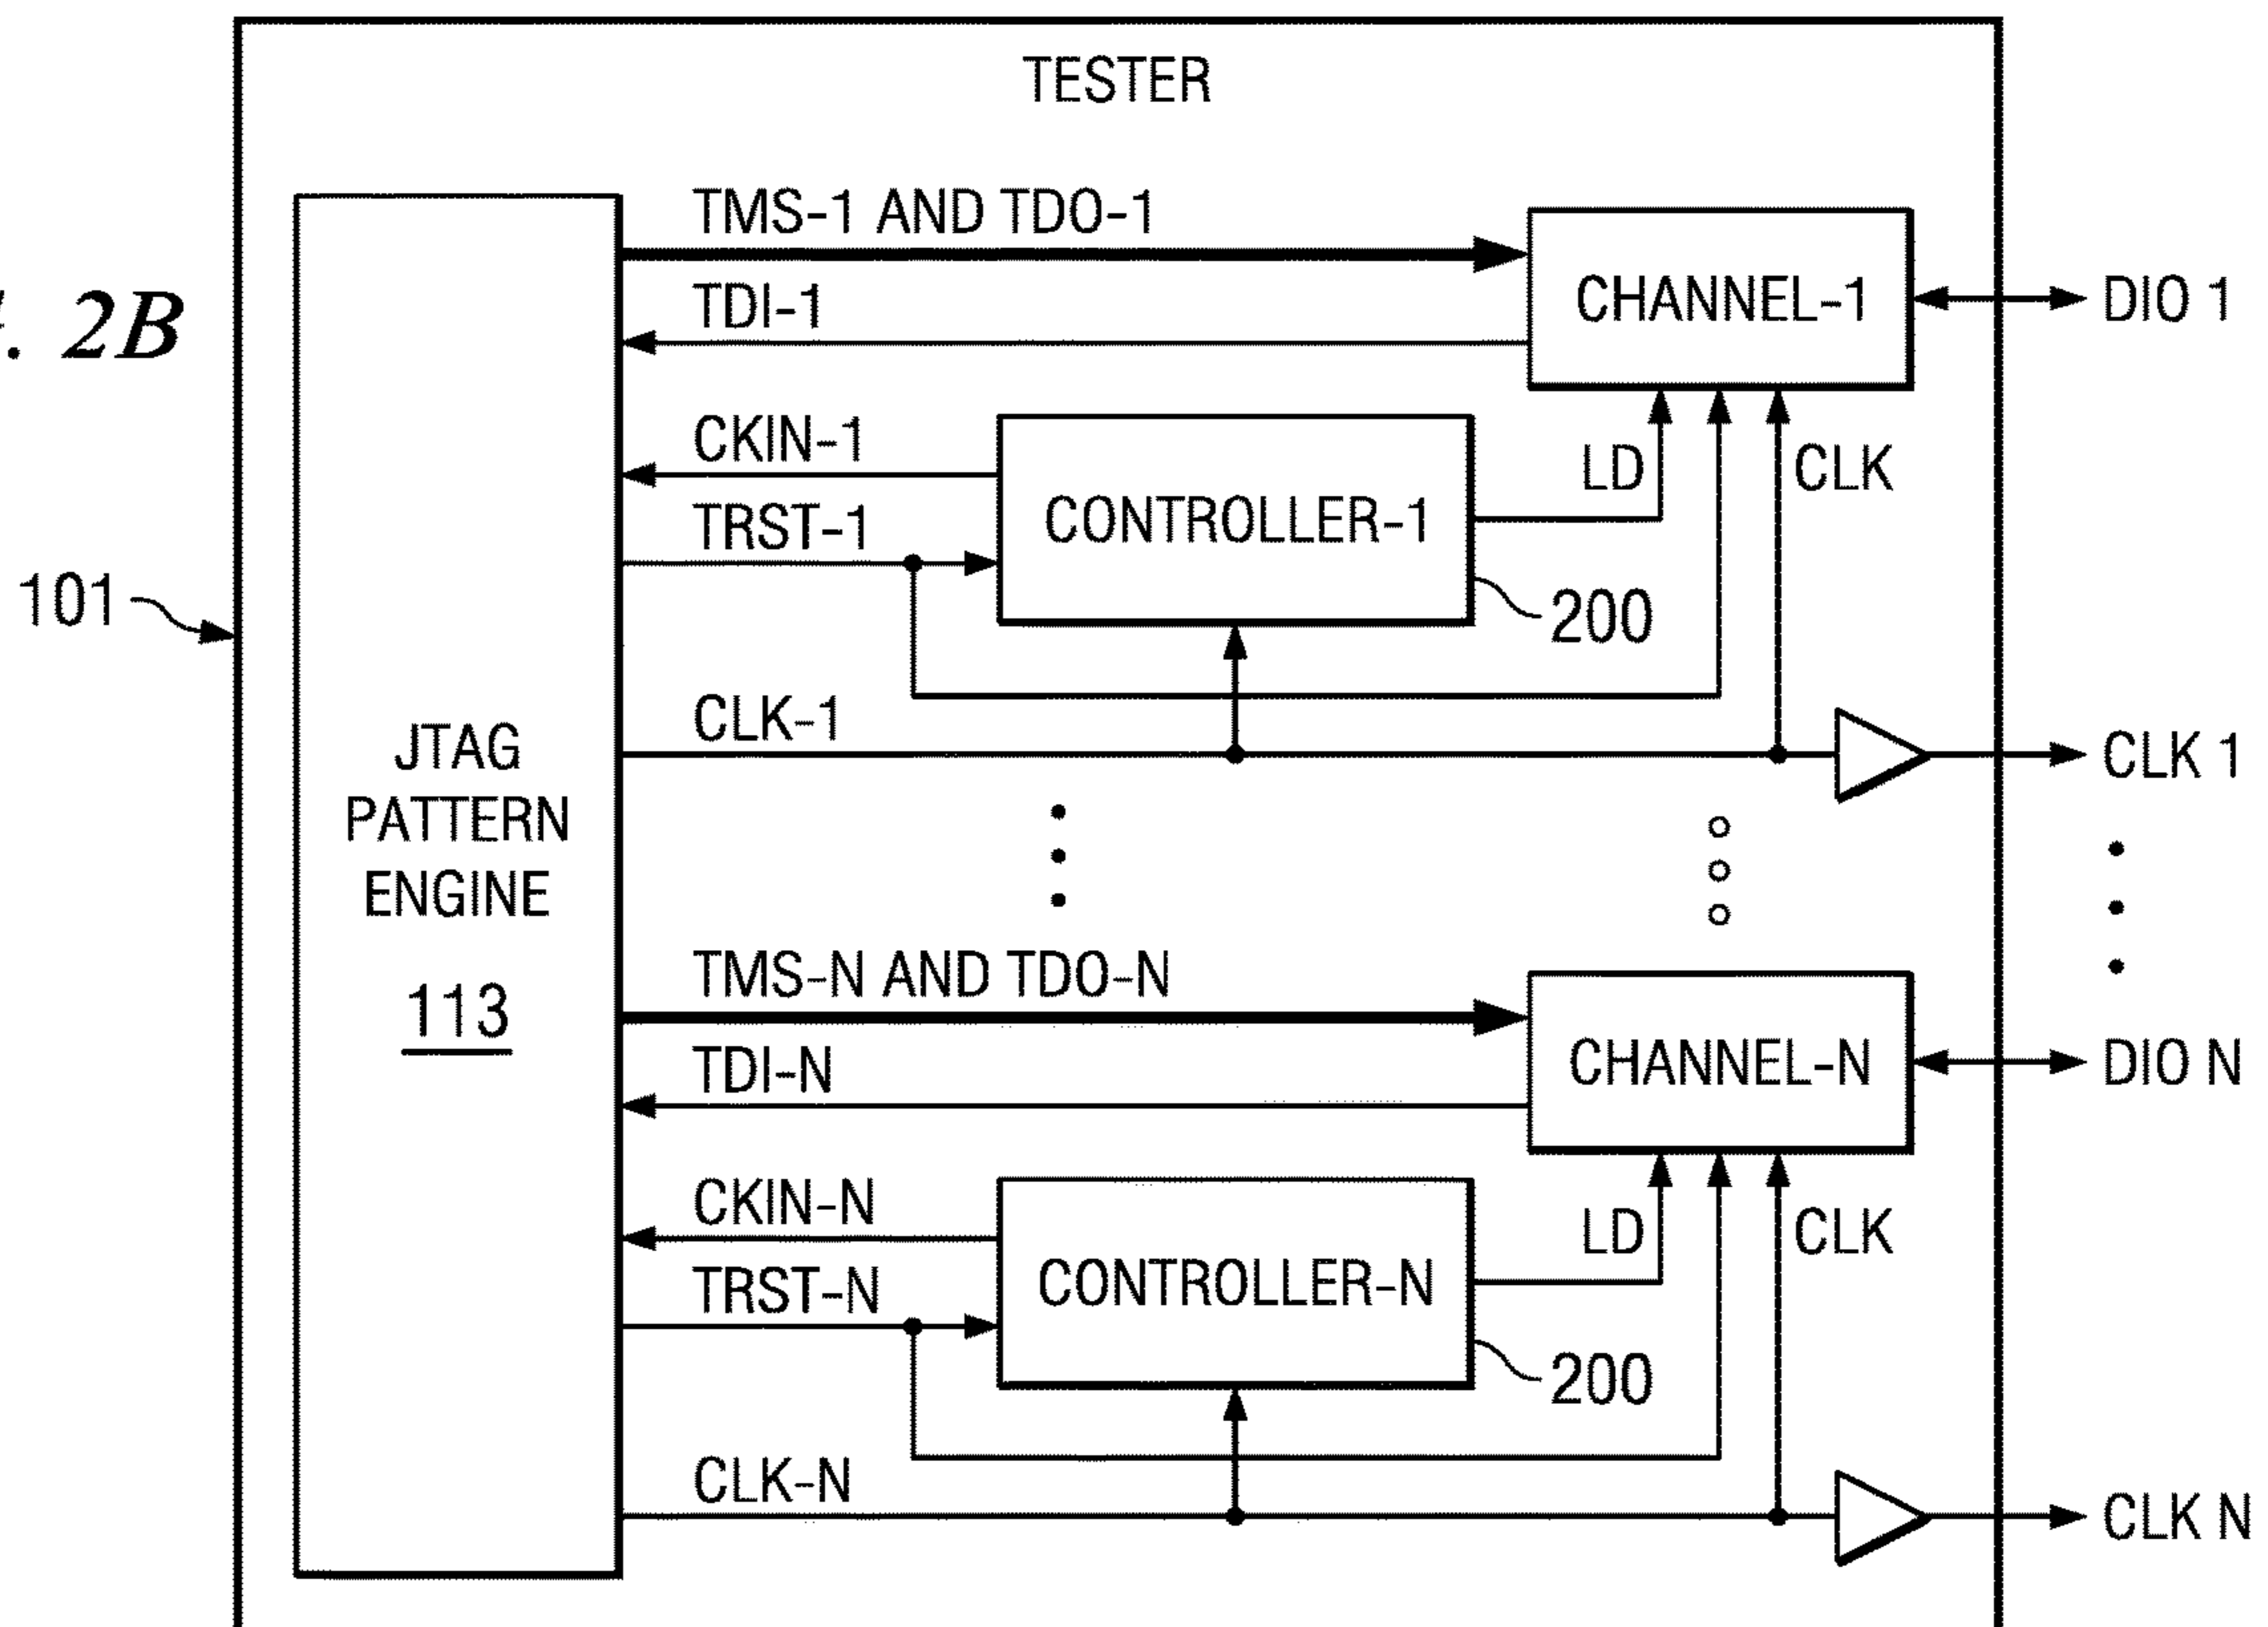 TESTER
. 2B
TMS-1 AND TDO-1
TDI-1
CHANNEL-1
DIO 1
CKIN-1
TRST-1
CONTROLLER-1
LD
CLK
200
101
CLK-1
CLK 1
JTAG
PATTERN
ENGINE
113
TMS-N AND TDO-N
TDI-N
CHANNEL-N
DIO N
CKIN-N
TRST-N
CONTROLLER-N
LD
CLK
200
CLK-N
CLK N